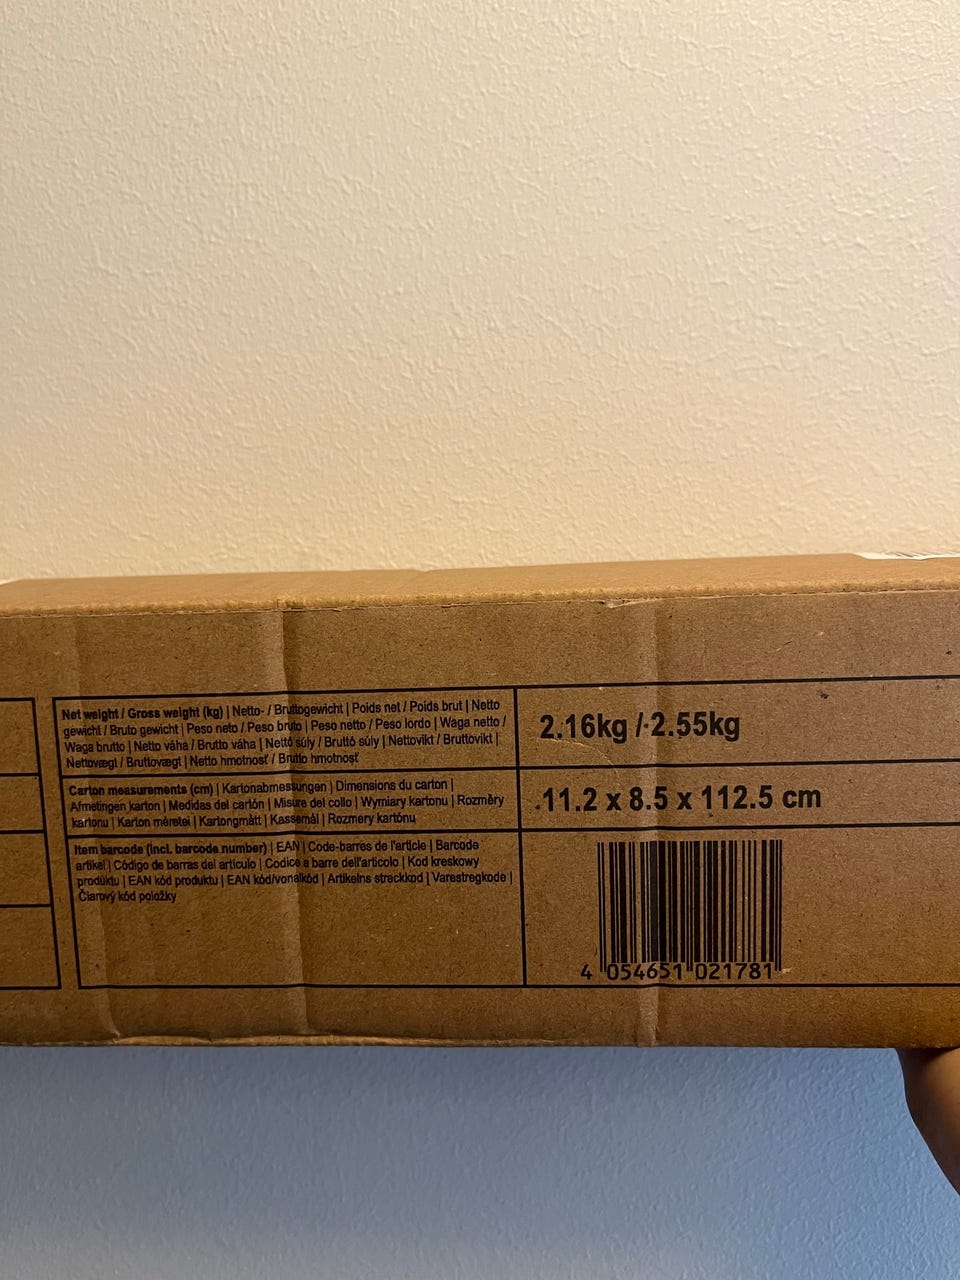 Net weight / Gross weight (kg) | Netto- / Bruttogewicht | Poids net / Poids brut | Netto
gewicht / Bruto gewicht | Peso neto / Peso bruto | Peso netto / Peso lordo | Waga netto /
Waga brutto | Netto váha / Brutto váha | Nettó súly / Bruttó súly | Nettovikt / Bruttovikt |
Nettovægt / Bruttovægt | Netto hmotnosť / Brutto hmotnosť
2.16kg / 2.55kg
Carton measurements (cm) | Kartonabmessungen | Dimensions du carton |
Afmetingen karton | Medidas del cartón | Misure del collo | Wymiary kartonu | Rozměry
kartonu | Karton méretei | Kartongmått | Kassemål | Rozmery kartónu
11.2 x 8.5 x 112.5 cm
Item barcode (incl. barcode number) | EAN | Code-barres de l'article | Barcode
artikel | Código de barras del artículo | Codice a barre dell'articolo | Kod kreskowy
produktu | EAN kód produktu | EAN kód/vonalkód | Artikelns streckkod | Varestregkode |
Čiarový kód položky
4 054651 021781